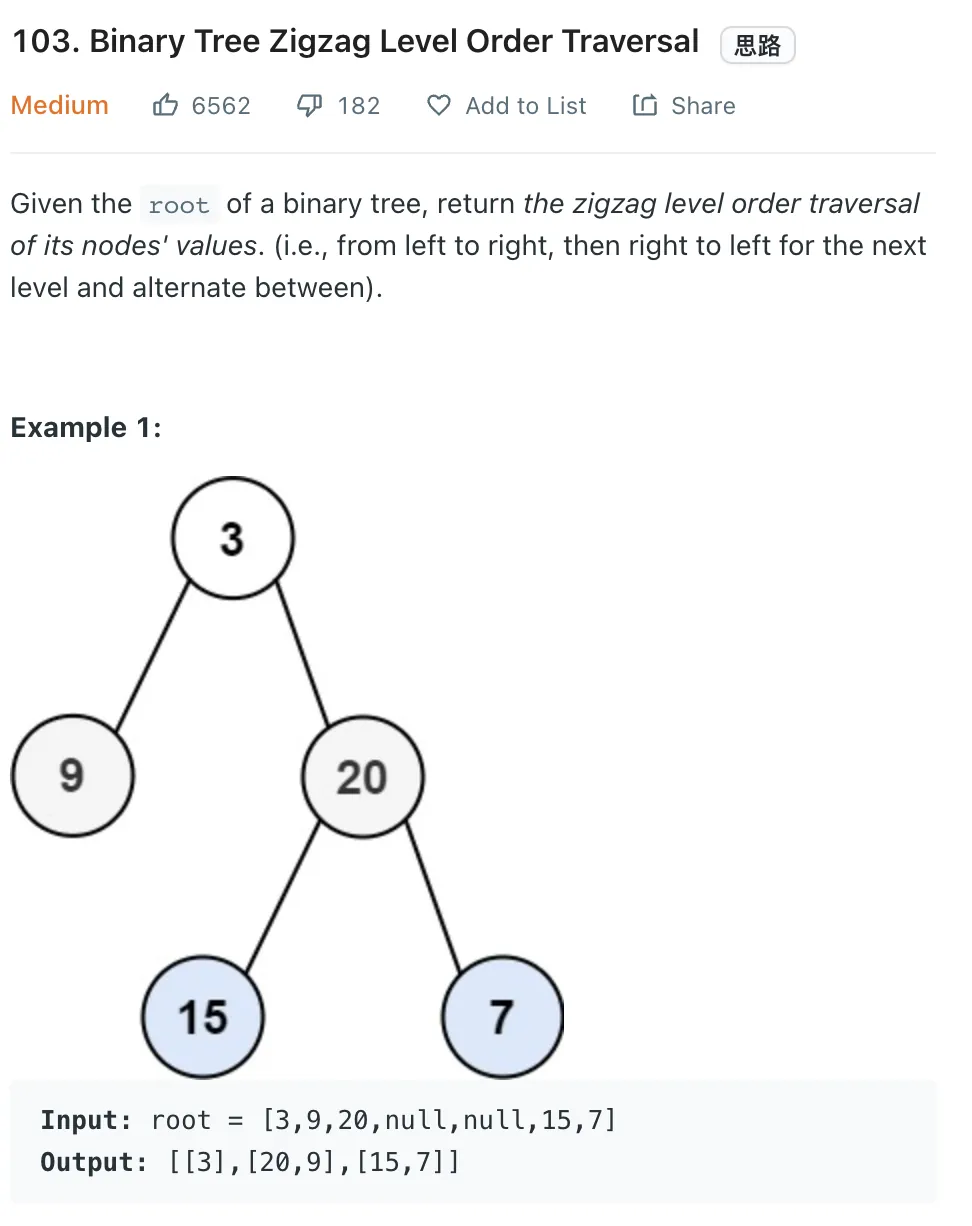 103. Binary Tree Zigzag Level Order Traversal 思路
Medium 6562 182 Add to List Share
Given the root of a binary tree, return the zigzag level order traversal
of its nodes' values. (i.e., from left to right, then right to left for the next
level and alternate between).
Example 1:
3
9 20
15 7
Input: root = [3,9,20,null,null,15,7]
Output: [[3],[20,9],[15,7]]